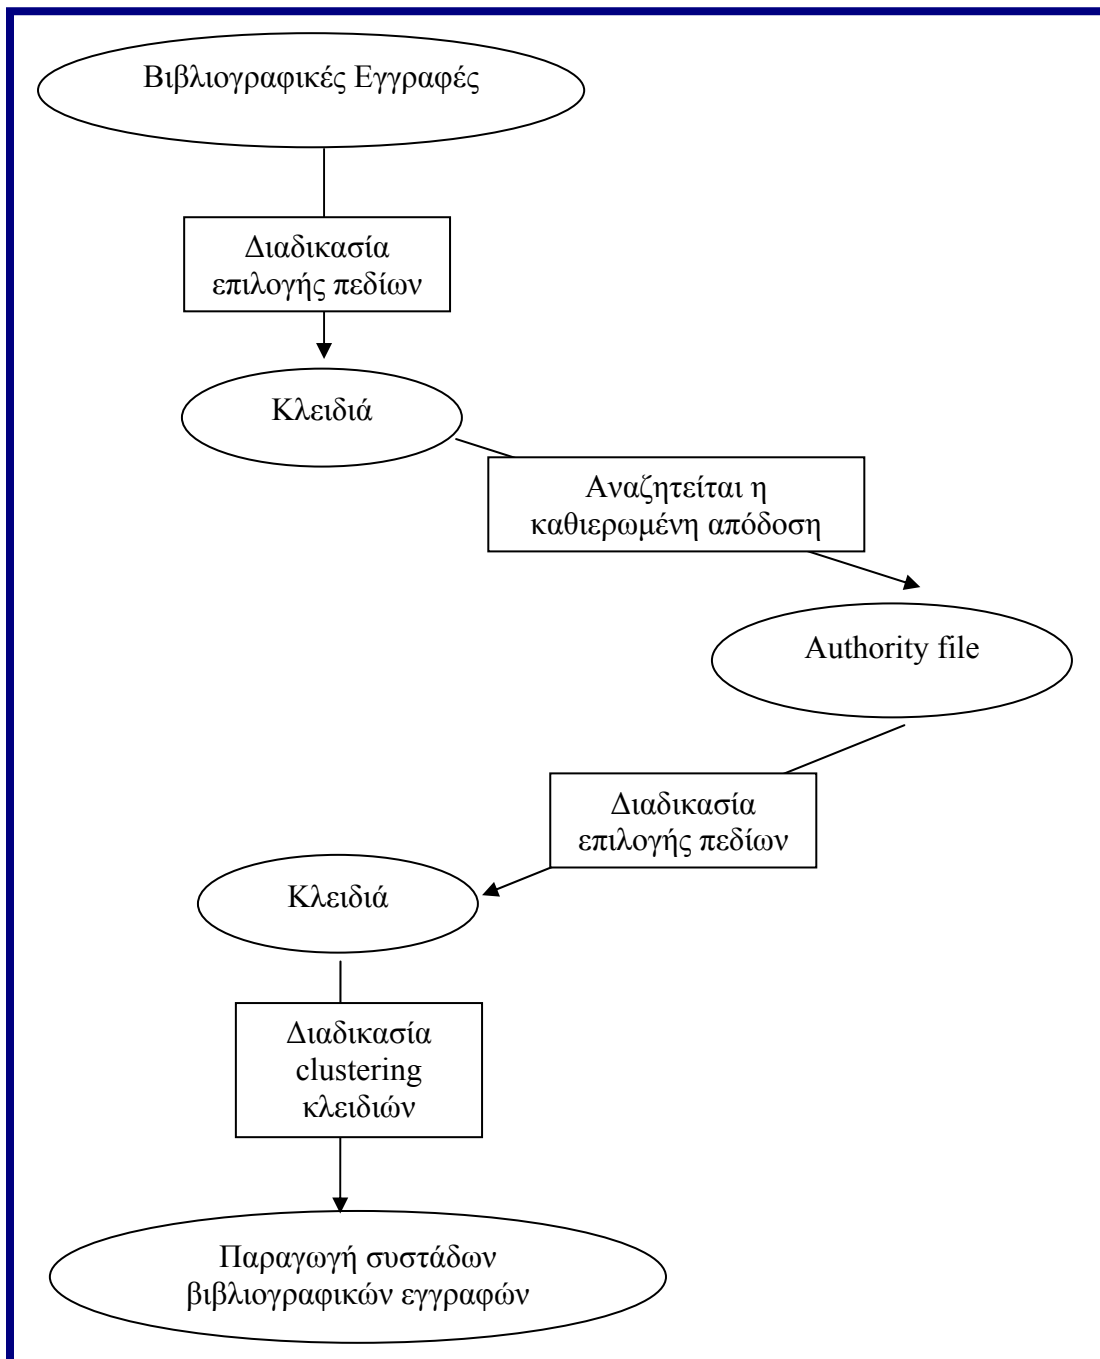 Βιβλιογραφικές Εγγραφές
Διαδικασία
επιλογής πεδίων
Κλειδιά
Αναζητείται η
καθιερωμένη απόδοση
Authority file
Διαδικασία
επιλογής πεδίων
Κλειδιά
Διαδικασία
clustering
κλειδιών
Παραγωγή συστάδων
βιβλιογραφικών εγγραφών